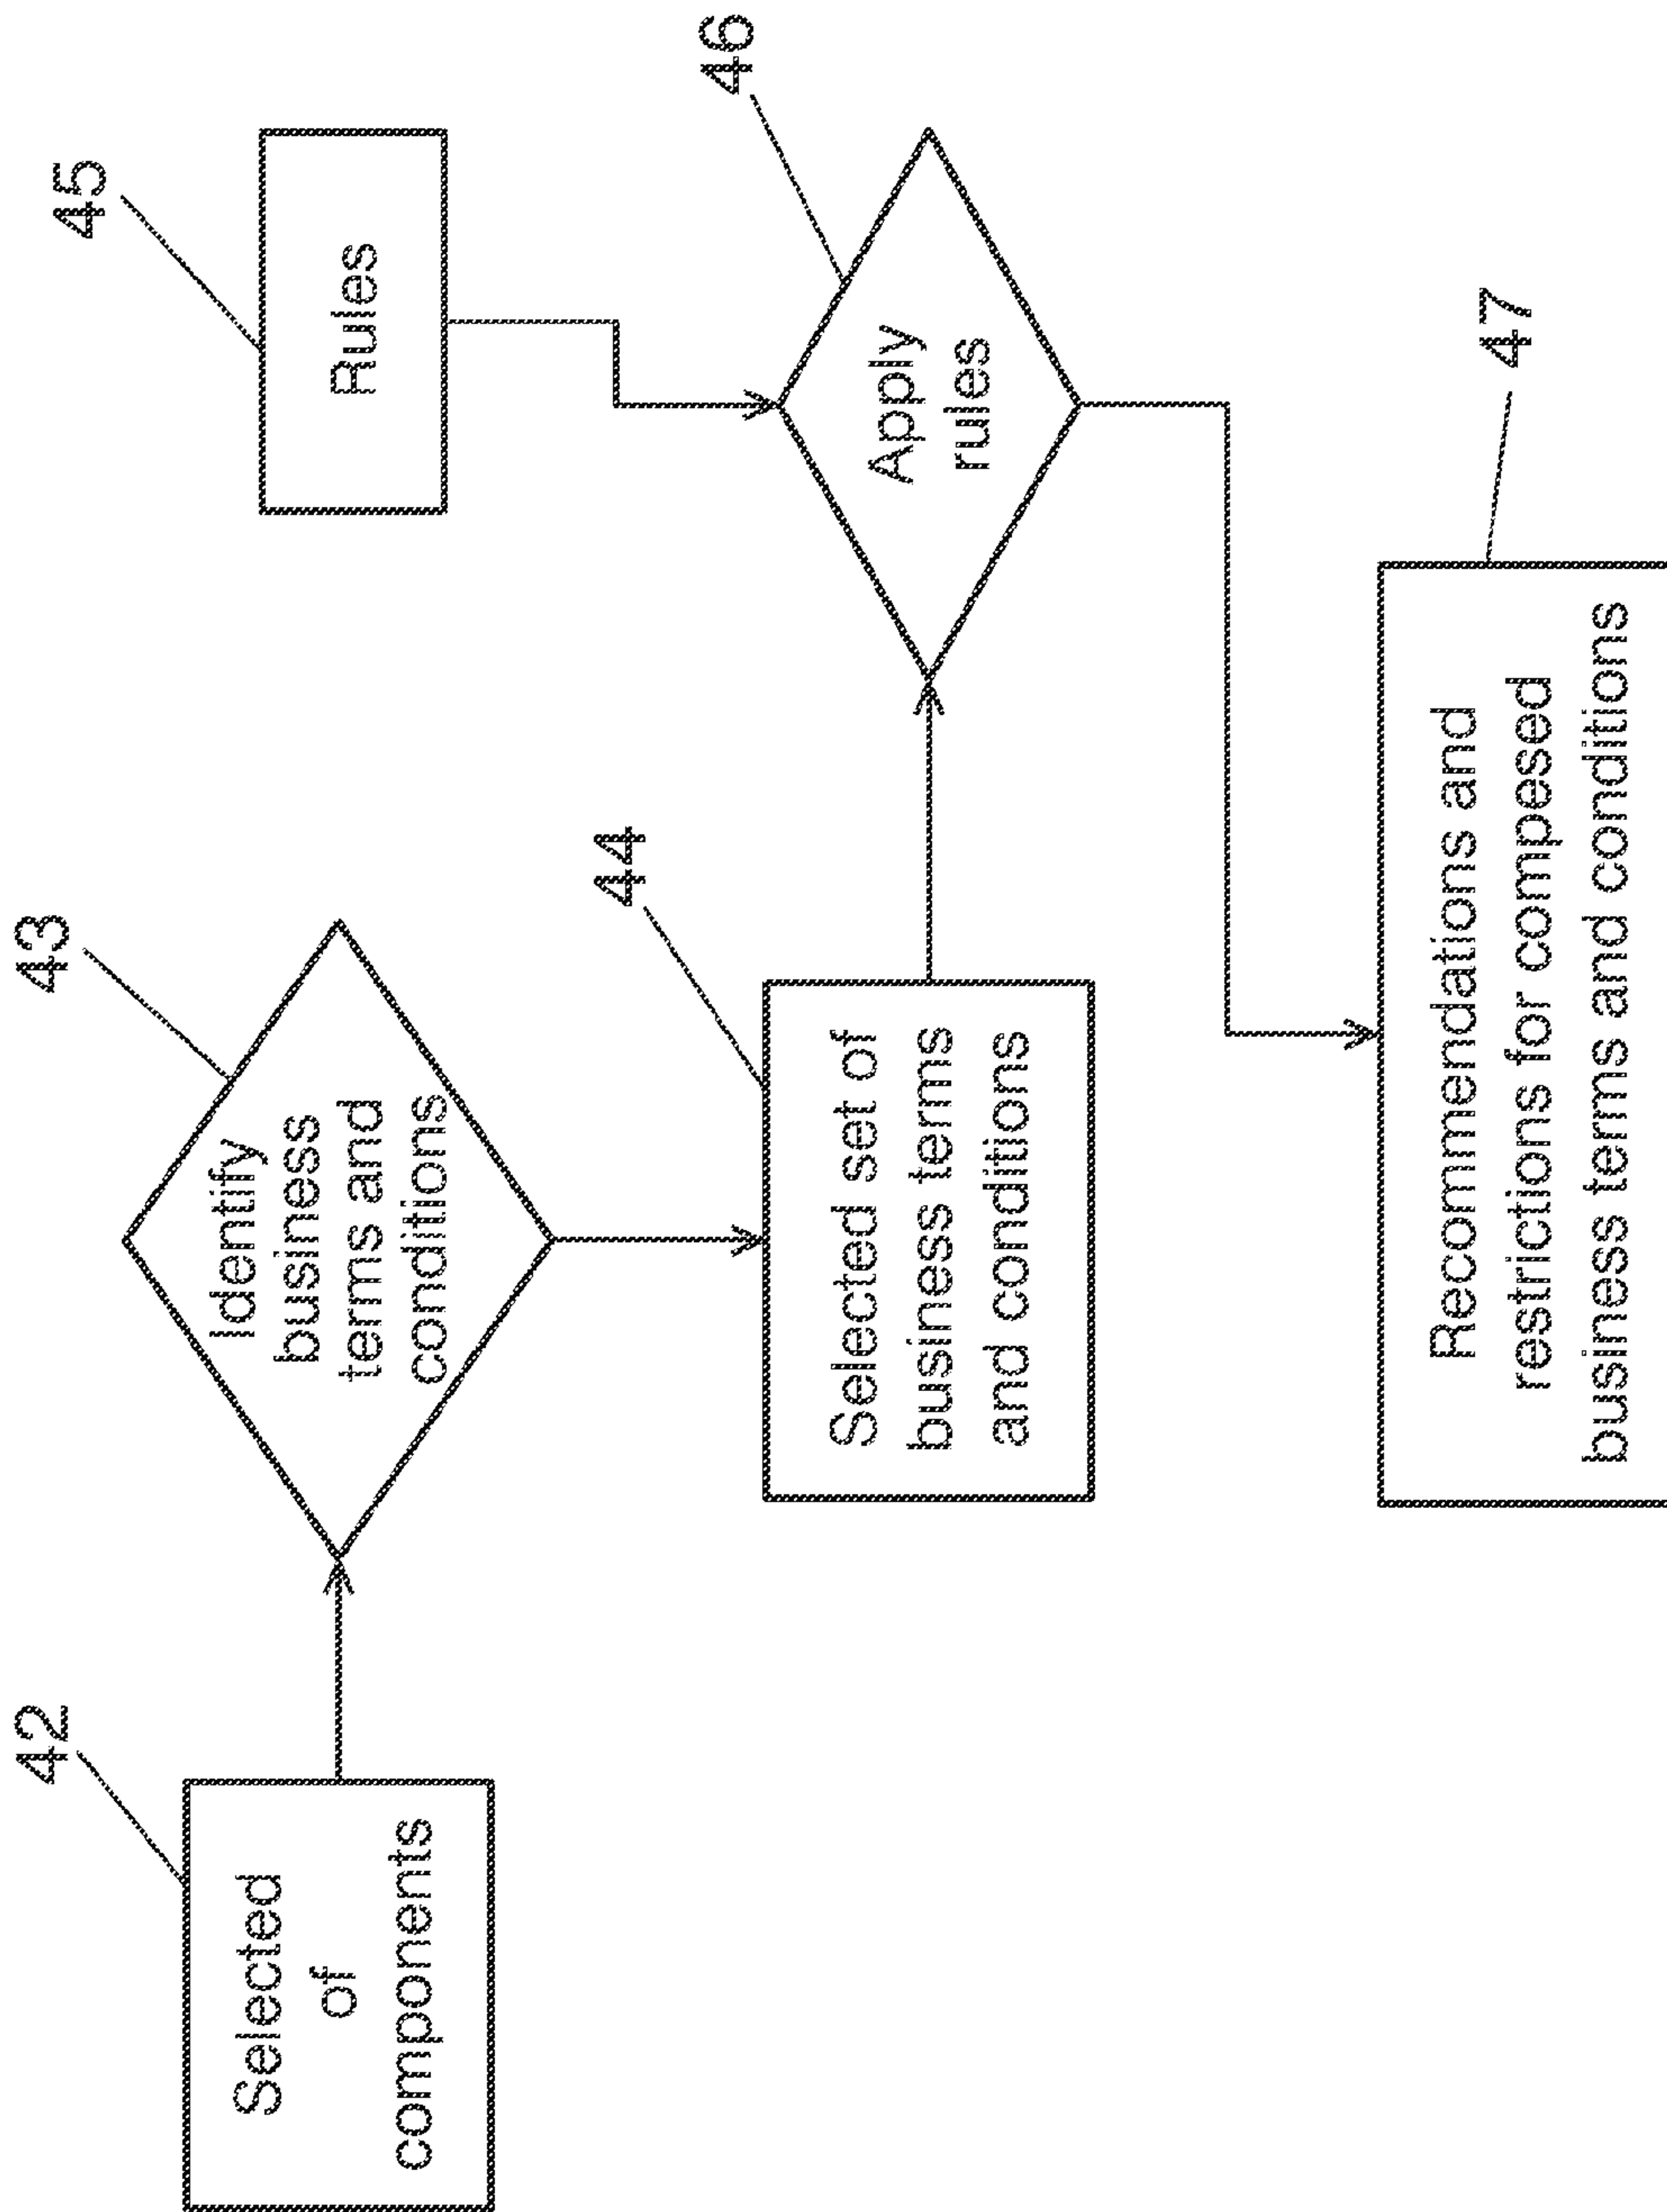 42
Selected
of
components
43
Identify
business
terms and
conditions
44
Selected set of
business terms
and conditions
45
Rules
46
Apply
rules
47
Recommendations and
restrictions for compesed
business terms and conditions